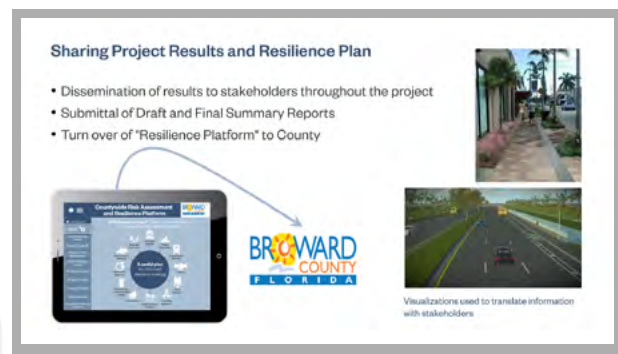 Sharing Project Results and Resilience Plan
• Dissemination of results to stakeholders throughout the project
• Submittal of Draft and Final Summary Reports
• Turn over of "Resilience Platform" to County
Countywide Risk Assessment
and Resilience Platform
BROWARD
COUNTY
FLORIDA
Visualizations used to translate information
with stakeholders